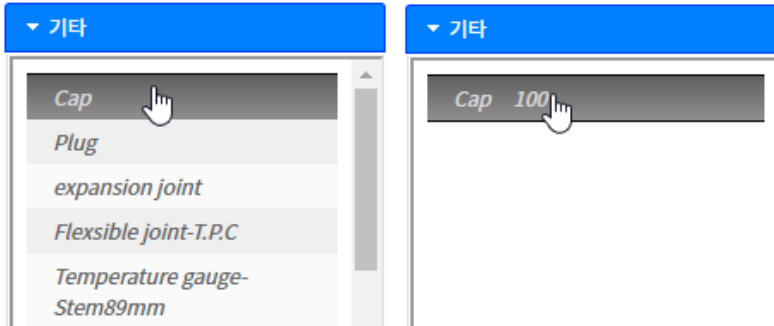 기타
Cap
Plug
expansion joint
Flexsible joint-T.P.C
Temperature gauge-
Stem89mm
기타
Cap 100